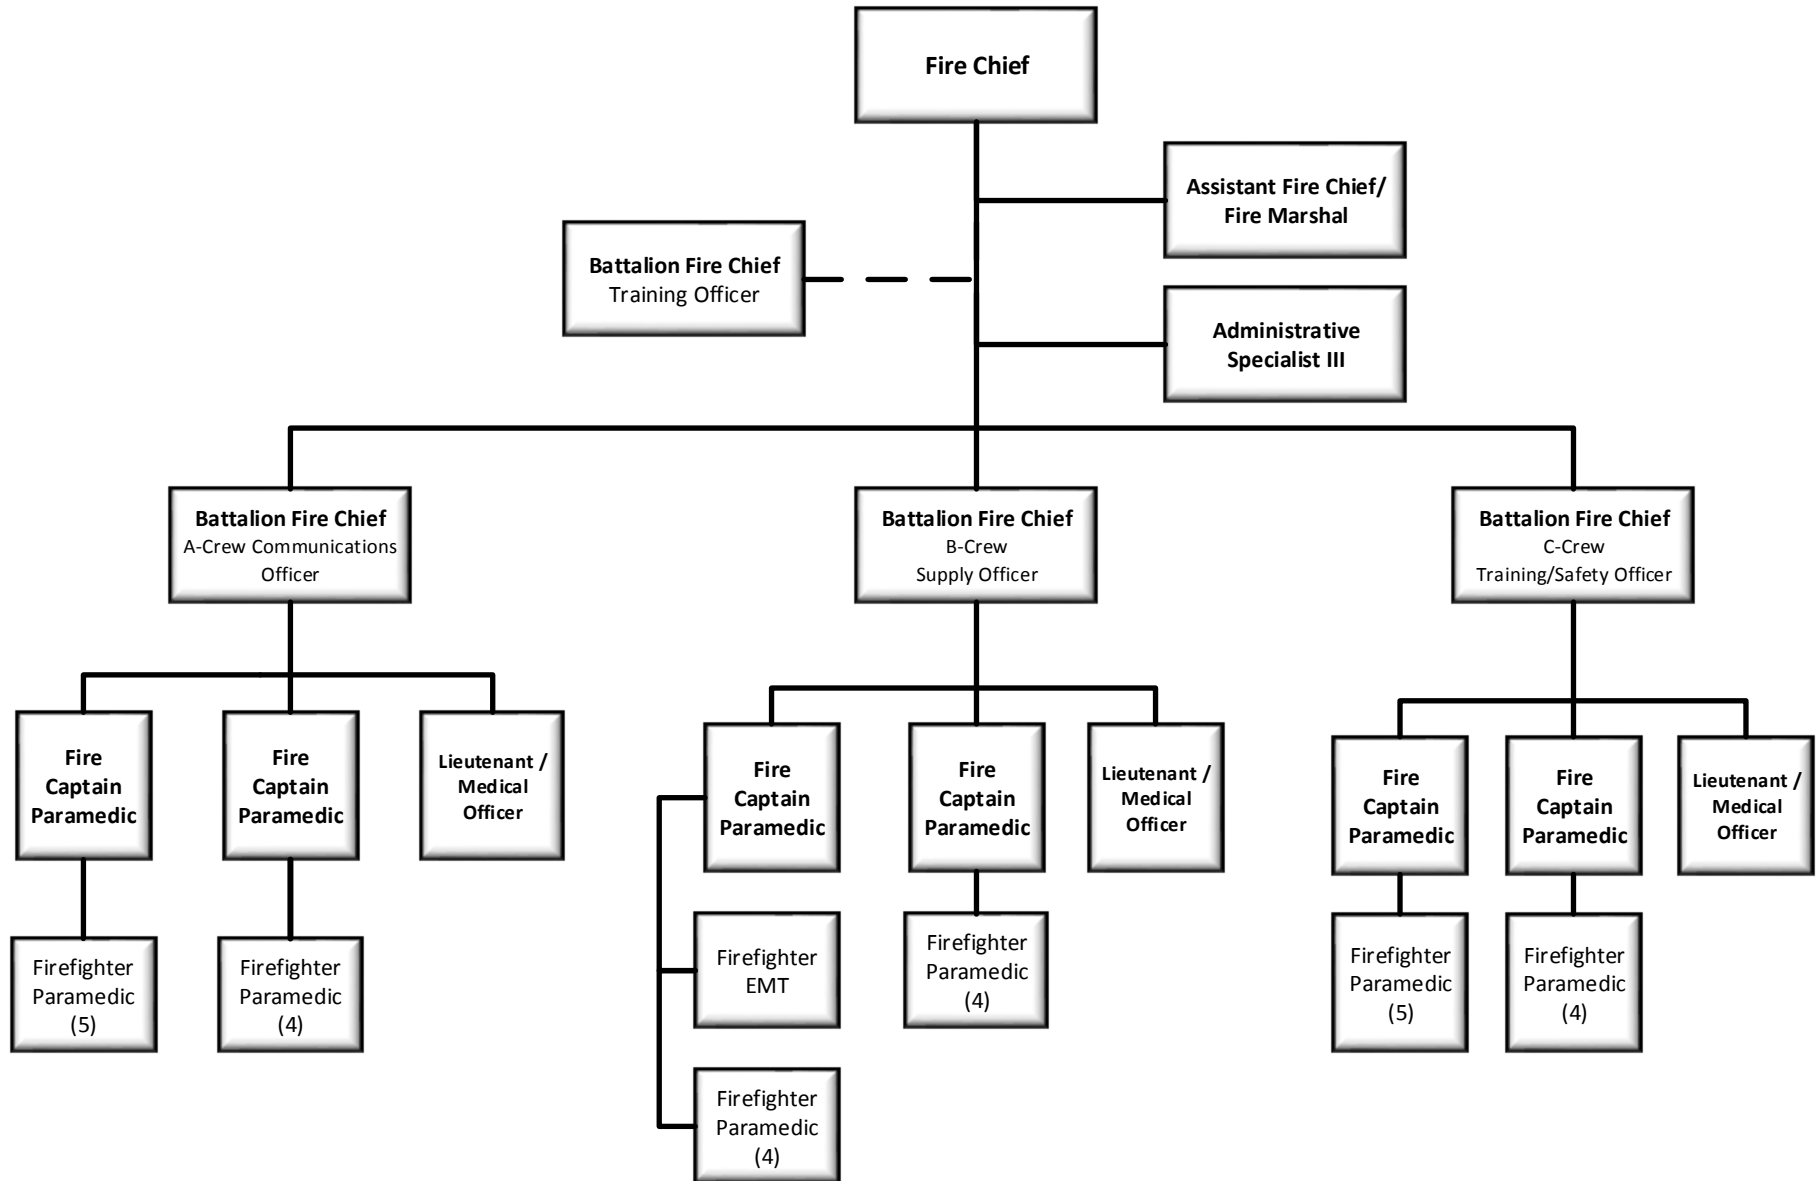 Fire Chief
Assistant Fire Chief/
Fire Marshal
Battalion Fire Chief
Training Officer
Administrative
Specialist III
Battalion Fire Chief
A-Crew Communications
Officer
Battalion Fire Chief
B-Crew
Supply Officer
Battalion Fire Chief
C-Crew
Training/Safety Officer
Fire
Captain
Paramedic
Fire
Captain
Paramedic
Lieutenant /
Medical
Officer
Fire
Captain
Paramedic
Fire
Captain
Paramedic
Lieutenant /
Medical
Officer
Fire
Captain
Paramedic
Fire
Captain
Paramedic
Lieutenant /
Medical
Officer
Firefighter
Paramedic
(5)
Firefighter
Paramedic
(4)
Firefighter
EMT
Firefighter
Paramedic
(4)
Firefighter
Paramedic
(4)
Firefighter
Paramedic
(5)
Firefighter
Paramedic
(4)